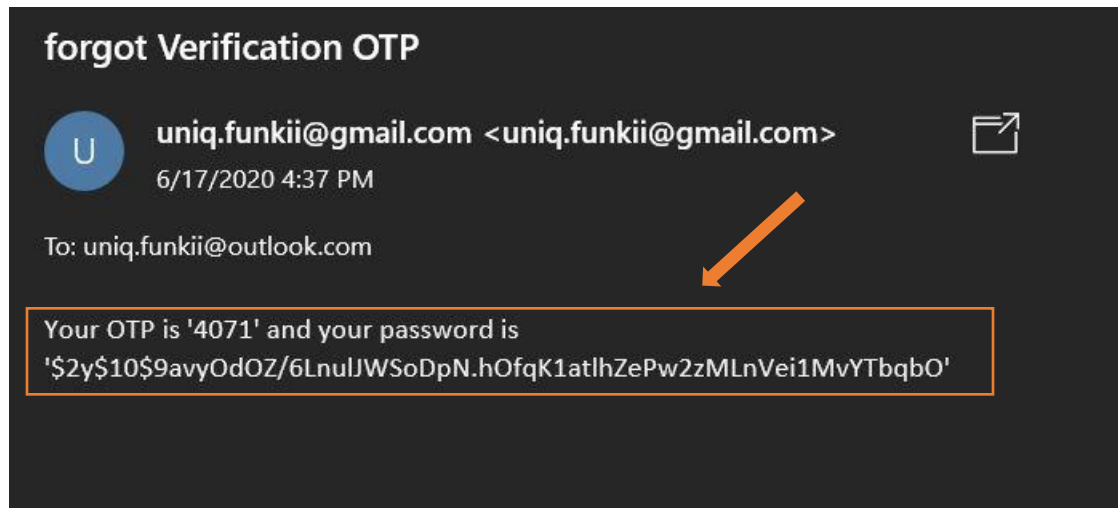 forgot Verification OTP
U
uniq.funkii@gmail.com <uniq.funkii@gmail.com>
6/17/2020 4:37 PM
To: uniq.funkii@outlook.com
Your OTP is '4071' and your password is
'$2y$10$9avyOdOZ/6LnulJWSoDpN.hOfqK1atlhZePw2zMLnVei1MvYTbqbO'